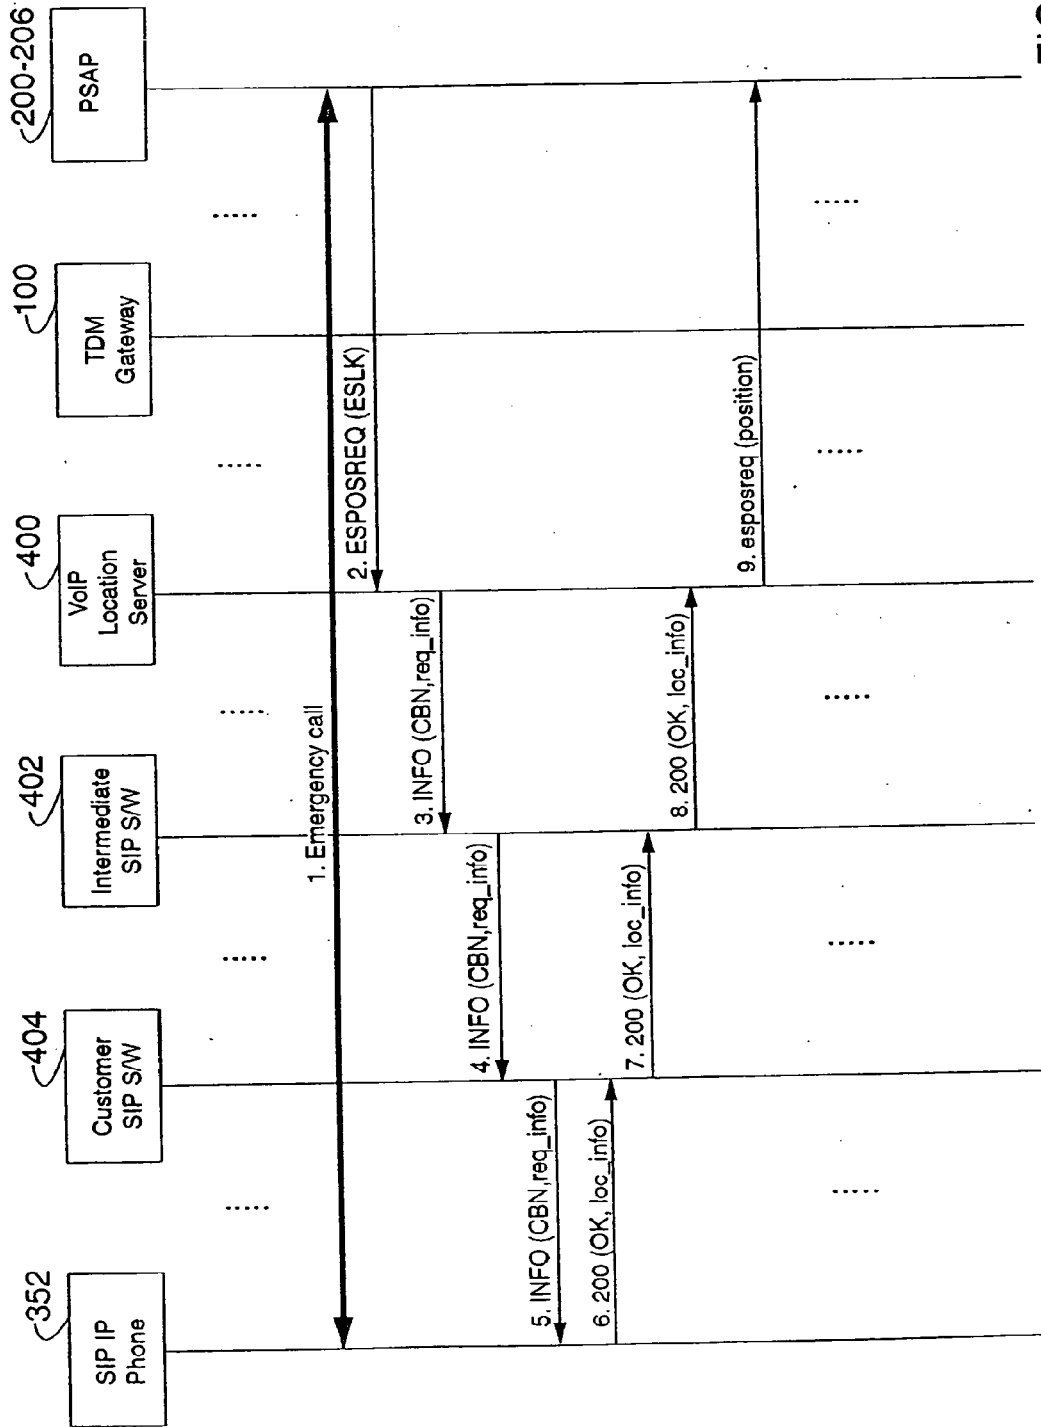 352
SIP IP
Phone
404
Customer
SIP S/W
402
Intermediate
SIP S/W
400
VoIP
Location
Server
100
TDM
Gateway
200-206
PSAP
1. Emergency call
2. ESPOSREQ (ESLK)
3. INFO (CBN,req_info)
4. INFO (CBN,req_info)
5. INFO (CBN,req_info)
6. 200 (OK, loc_info)
7. 200 (OK, loc_info)
8. 200 (OK, loc_info)
9. esposreq (position)